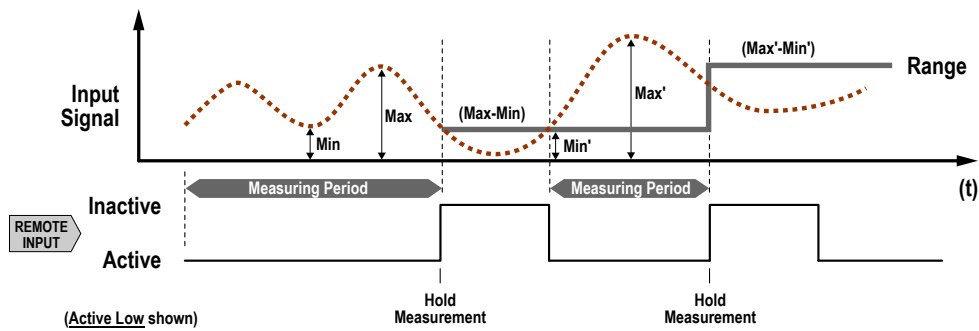 (Max'-Min')
Range
Input
Signal
Max
(Max-Min)
Max'
Min
Min'
Measuring Period
Measuring Period
(t)
REMOTE
INPUT
Inactive
Active
Hold
Measurement
Hold
Measurement
(Active Low shown)